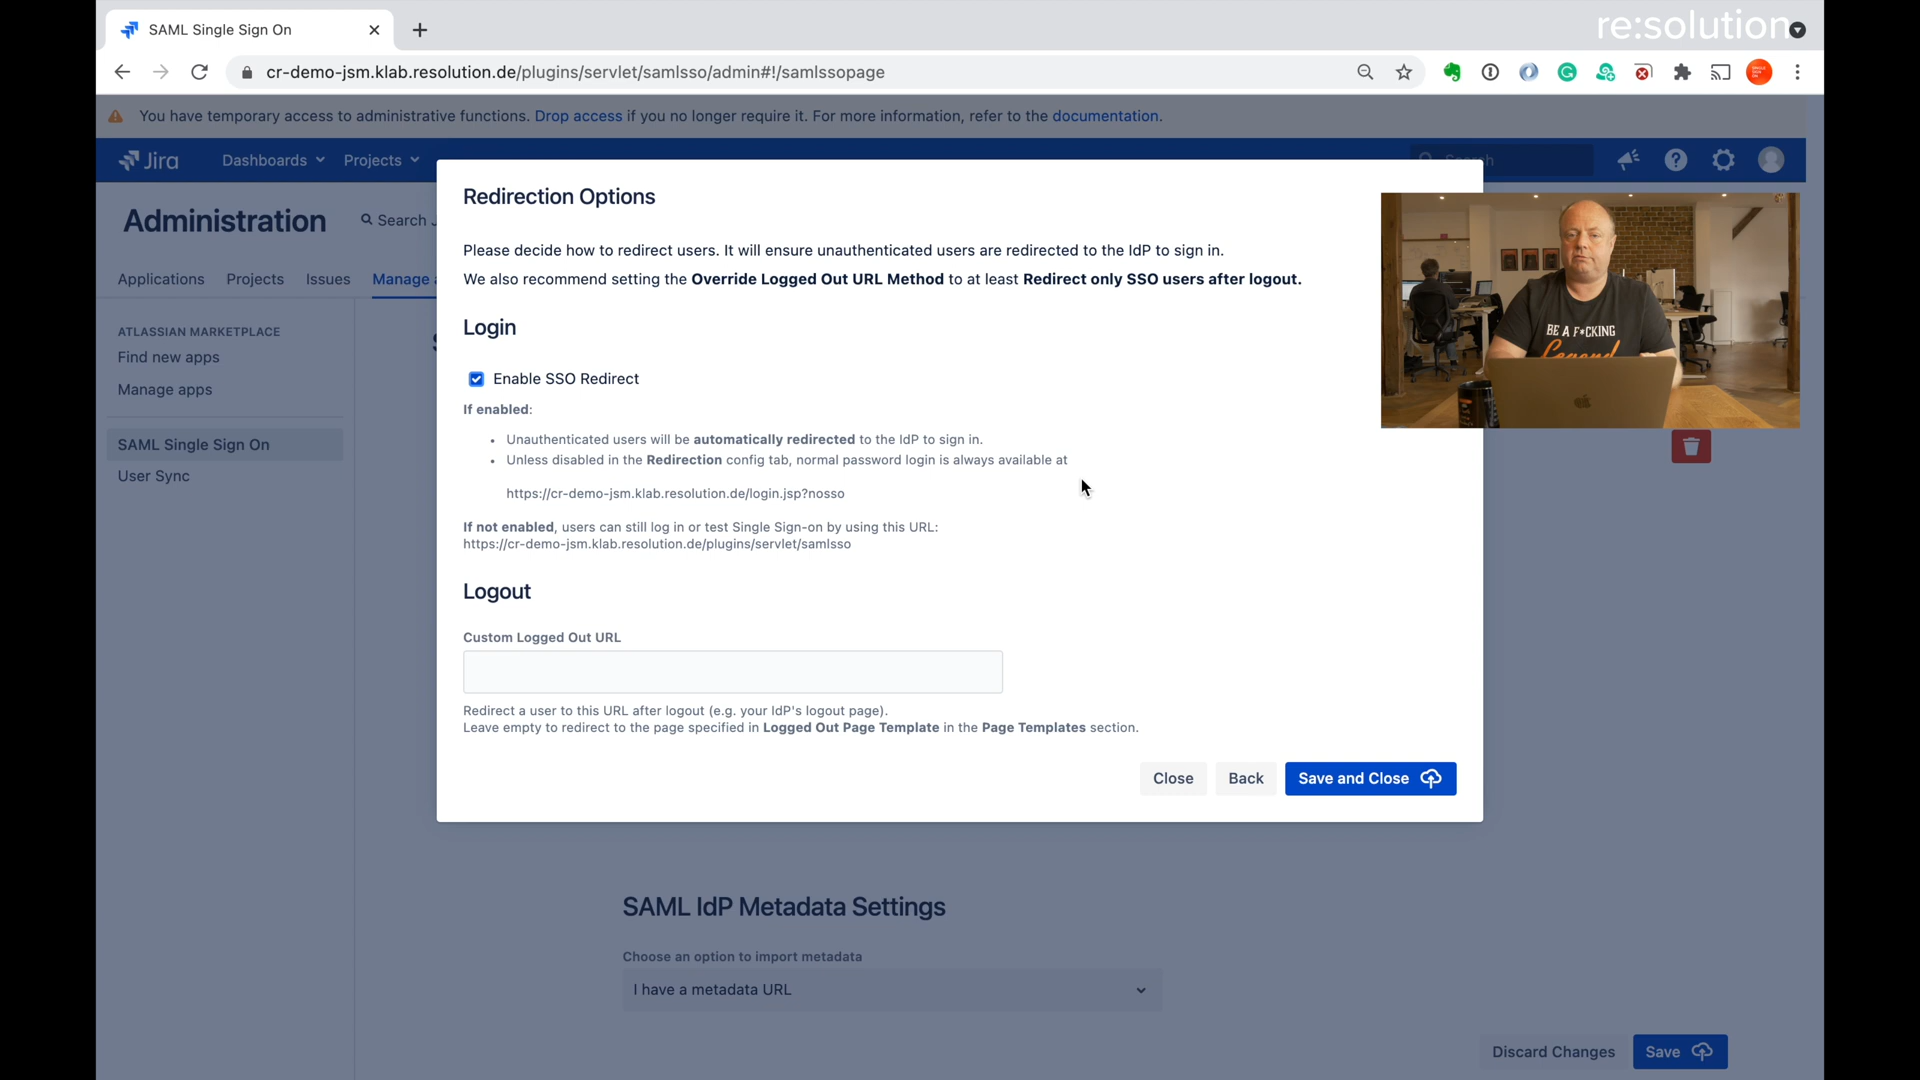 SAML Single Sign On
re:solution
cr-demo-jsm.klab.resolution.de/plugins/servlet/samlsso/admin#!/samlssopage
You have temporary access to administrative functions. Drop access if you no longer require it. For more information, refer to the documentation.
Jira
Dashboards
Projects
Search
Administration
Search J
Applications
Projects
Issues
Manage a
ATLASSIAN MARKETPLACE
Find new apps
Manage apps
SAML Single Sign On
User Sync
Redirection Options
Please decide how to redirect users. It will ensure unauthenticated users are redirected to the IdP to sign in.
We also recommend setting the Override Logged Out URL Method to at least Redirect only SSO users after logout.
Login
Enable SSO Redirect
If enabled:
• Unauthenticated users will be automatically redirected to the IdP to sign in.
• Unless disabled in the Redirection config tab, normal password login is always available at
https://cr-demo-jsm.klab.resolution.de/login.jsp?nosso
If not enabled, users can still log in or test Single Sign-on by using this URL:
https://cr-demo-jsm.klab.resolution.de/plugins/servlet/samlsso
Logout
Custom Logged Out URL
Redirect a user to this URL after logout (e.g. your IdP's logout page).
Leave empty to redirect to the page specified in Logged Out Page Template in the Page Templates section.
Close
Back
Save and Close
BE A F*CKING
Legend
SAML IdP Metadata Settings
Choose an option to import metadata
I have a metadata URL
Discard Changes
Save